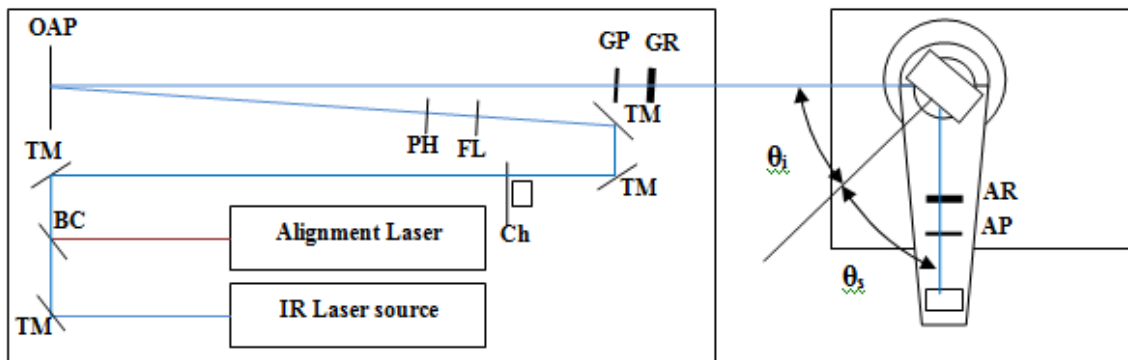 OAP
GP GR
TM
PH FL
TM
TM
θi
AR
BC
Alignment Laser
Ch
AP
θs
IR Laser source
TM